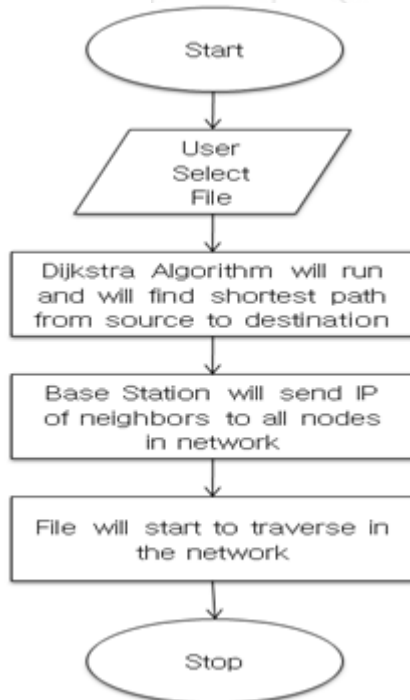 Start
User
Select
File
Dijkstra Algorithm will run
and will find shortest path
from source to destination
Base Station will send IP
of neighbors to all nodes
in network
File will start to traverse in
the network
Stop